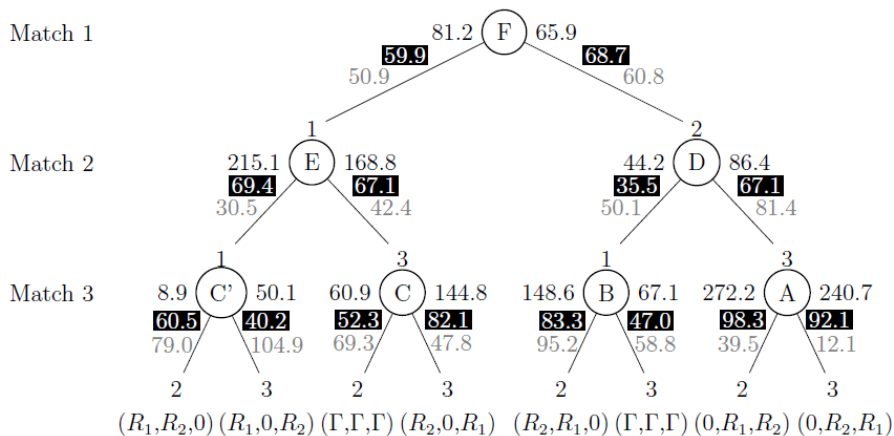 Match 1 81.2 F 65.9
59.9 68.7
50.9 60.8
1 2
Match 2 215.1 E 168.8 44.2 D 86.4
69.4 67.1 35.5 67.1
30.5 42.4 50.1 81.4
1 3 1 3
Match 3 8.9 C' 50.1 60.9 C 144.8 148.6 B 67.1 272.2 A 240.7
60.5 40.2 52.3 82.1 83.3 47.0 98.3 92.1
79.0 104.9 69.3 47.8 95.2 58.8 39.5 12.1
2 3 2 3 2 3 2 3
(R₁,R₂,0) (R₁,0,R₂) (Γ,Γ,Γ) (R₂,0,R₁) (R₂,R₁,0) (Γ,Γ,Γ) (0,R₁,R₂) (0,R₂,R₁)